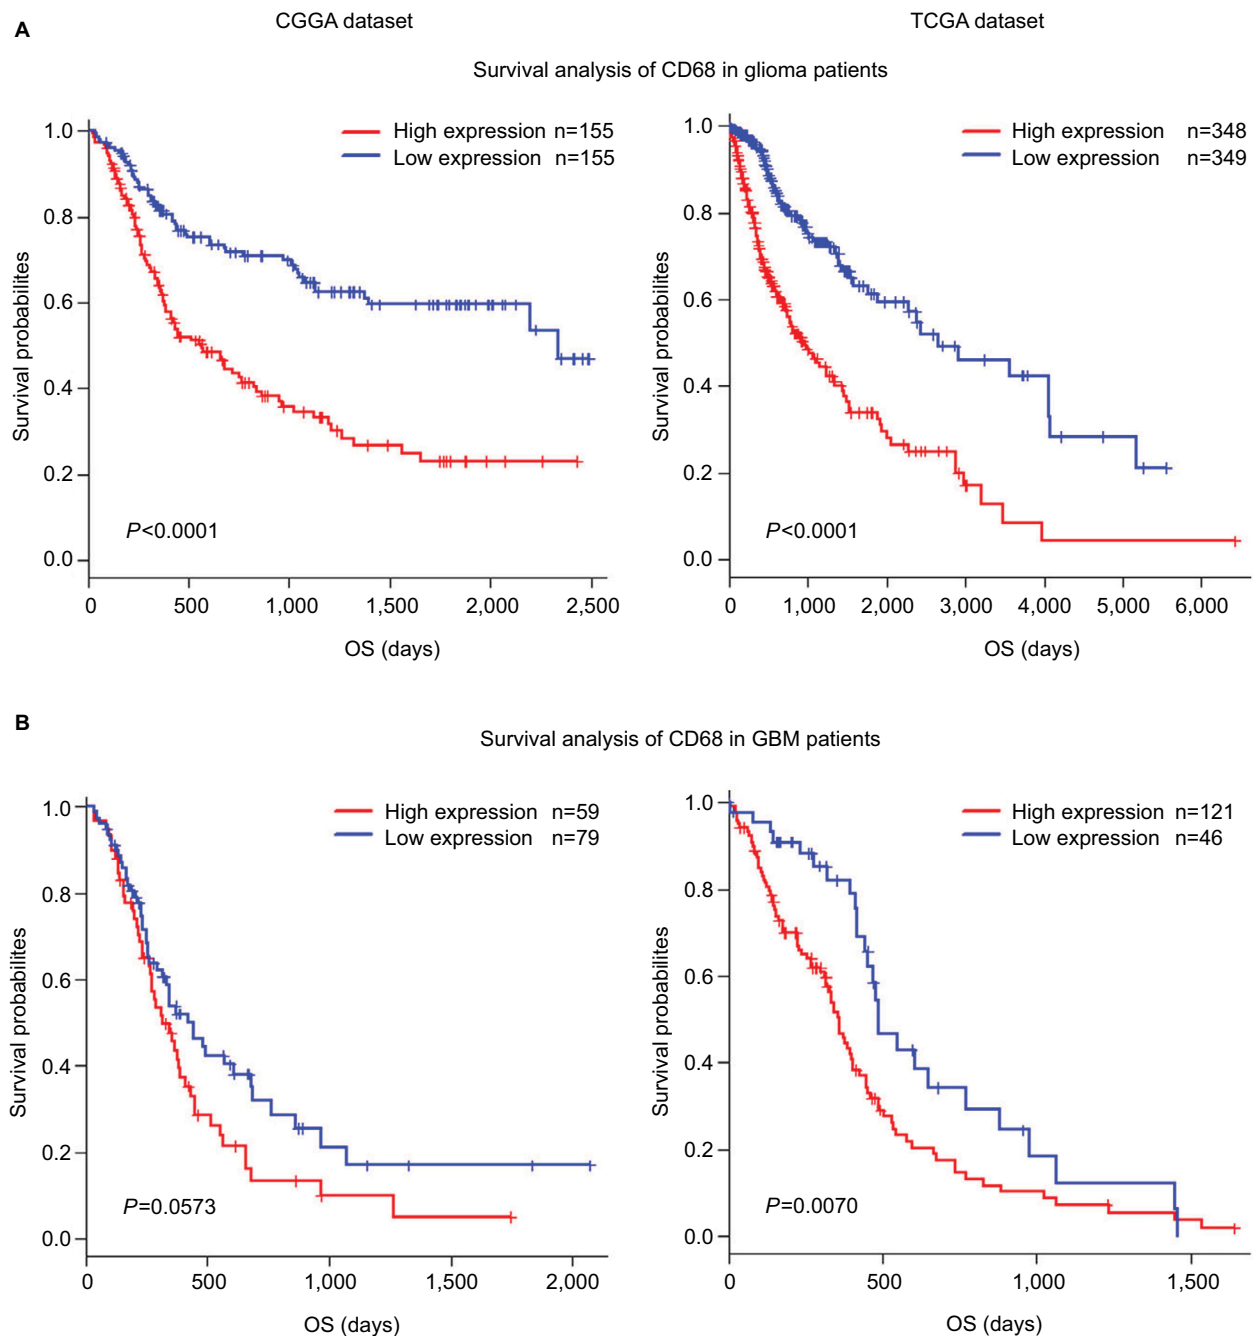 A
CGGA dataset
TCGA dataset
Survival analysis of CD68 in glioma patients
High expression n=155
Low expression n=155
Survival probabilites
1.0
0.8
0.6
0.4
0.2
0.0
P<0.0001
0 500 1,000 1,500 2,000 2,500
OS (days)
High expression n=348
Low expression n=349
Survival probabilites
1.0
0.8
0.6
0.4
0.2
0.0
P<0.0001
0 1,000 2,000 3,000 4,000 5,000 6,000
OS (days)
B
Survival analysis of CD68 in GBM patients
High expression n=59
Low expression n=79
Survival probabilites
1.0
0.8
0.6
0.4
0.2
0.0
P=0.0573
0 500 1,000 1,500 2,000
OS (days)
High expression n=121
Low expression n=46
Survival probabilites
1.0
0.8
0.6
0.4
0.2
0.0
P=0.0070
0 500 1,000 1,500
OS (days)